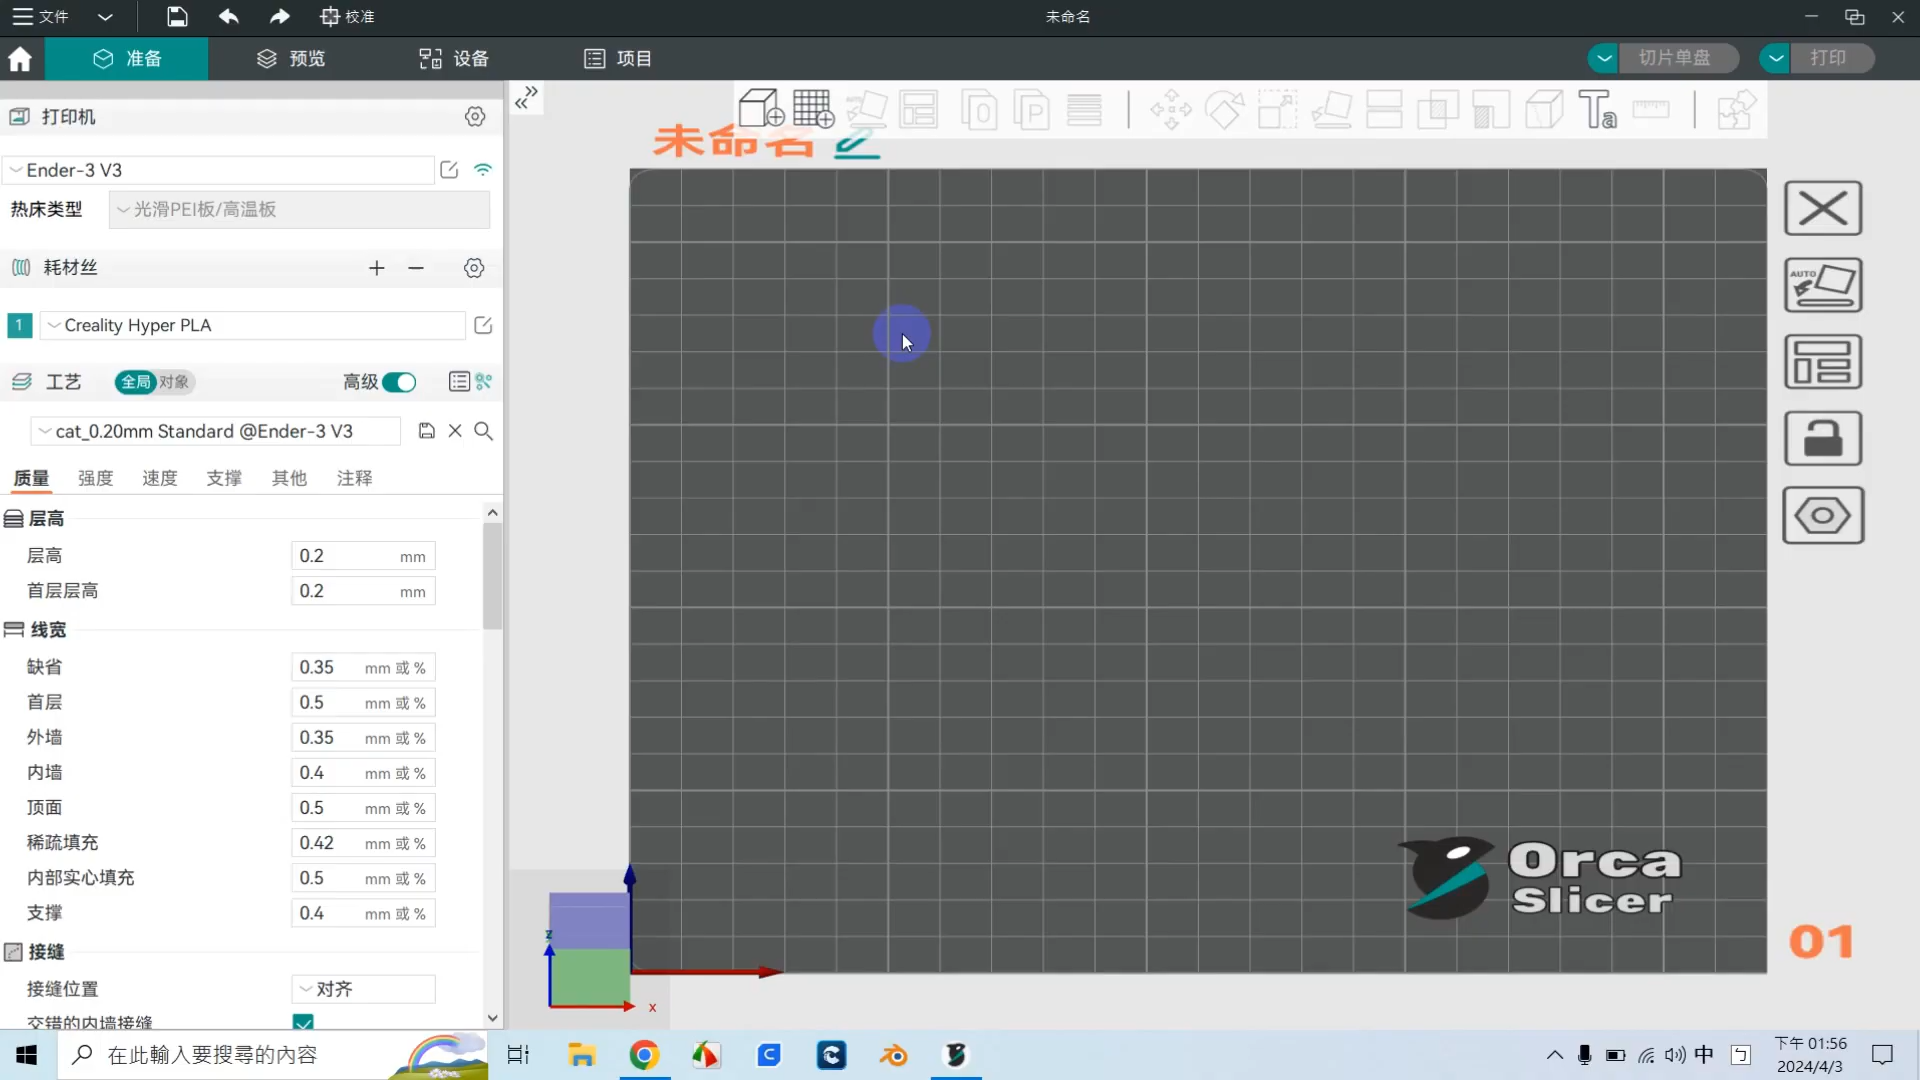 文件
校准
未命名
准备
预览
设备
项目
切片单盘
打印
打印机
Ender-3 V3
热床类型
光滑PEI板/高温板
耗材丝
1
Creality Hyper PLA
工艺
全局 对象
高级
cat_0.20mm Standard @Ender-3 V3
质量 强度 速度 支撑 其他 注释
层高
层高 0.2 mm
首层层高 0.2 mm
线宽
缺省 0.35 mm 或 %
首层 0.5 mm 或 %
外墙 0.35 mm 或 %
内墙 0.4 mm 或 %
顶面 0.5 mm 或 %
稀疏填充 0.42 mm 或 %
内部实心填充 0.5 mm 或 %
支撑 0.4 mm 或 %
接缝
接缝位置 对齐
交错的内墙接缝
未命名
AUTO
Orca
Slicer
01
z
x
在此輸入要搜尋的內容
中
下午 01:56
2024/4/3